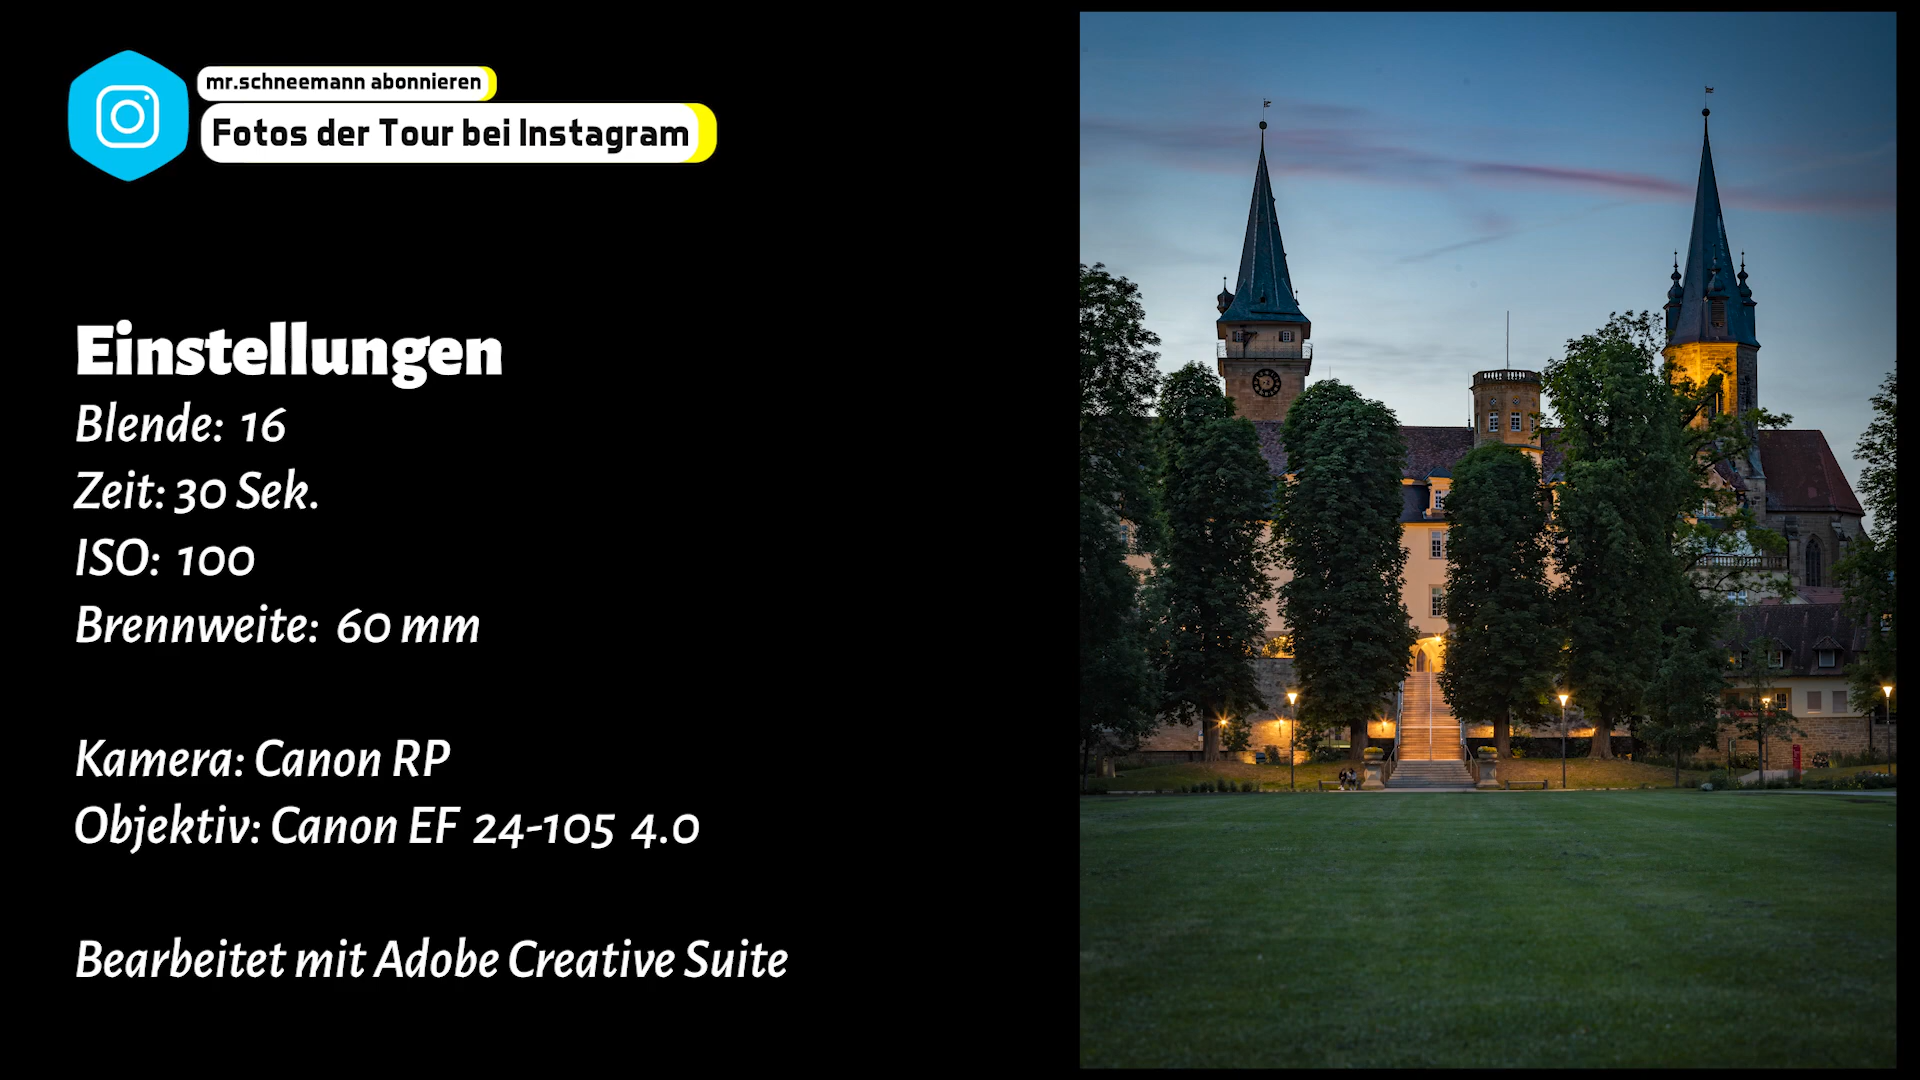 mr.schneemann abonnieren
Fotos der Tour bei Instagram
Einstellungen
Blende: 16
Zeit: 30 Sek.
ISO: 100
Brennweite: 60 mm
Kamera: Canon RP
Objektiv: Canon EF 24-105 4.0
Bearbeitet mit Adobe Creative Suite